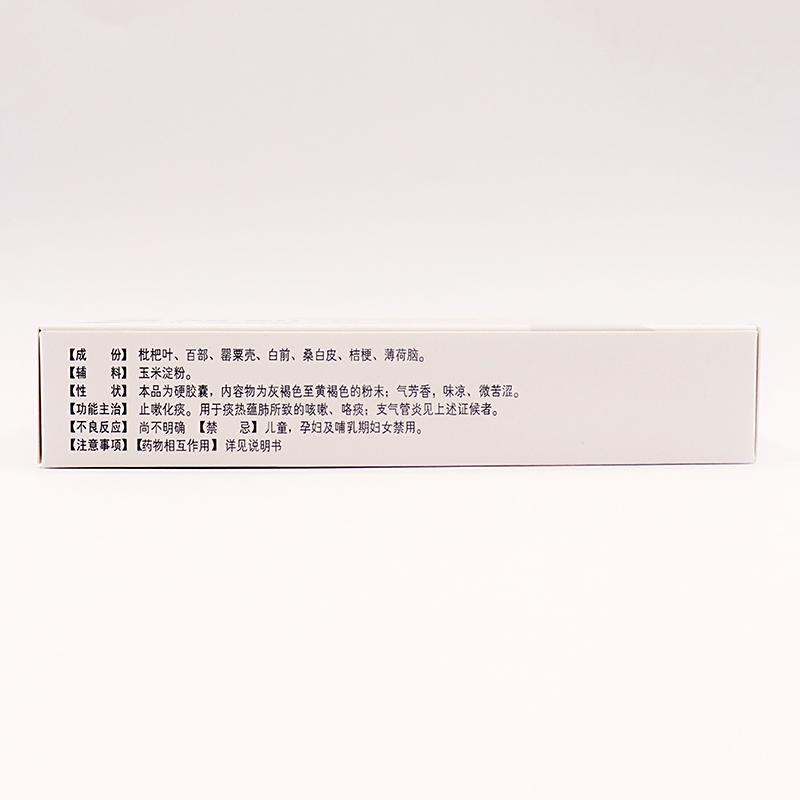 【成　份】 枇杷叶、百部、罂粟壳、白前、桑白皮、桔梗、薄荷脑。
【辅　料】 玉米淀粉。
【性　状】 本品为硬胶囊，内容物为灰褐色至黄褐色的粉末；气芳香，味凉、微苦涩。
【功能主治】 止嗽化痰。用于痰热蕴肺所致的咳嗽、咯痰；支气管炎见上述证候者。
【不良反应】 尚不明确 【禁　忌】 儿童，孕妇及哺乳期妇女禁用。
【注意事项】【药物相互作用】 详见说明书